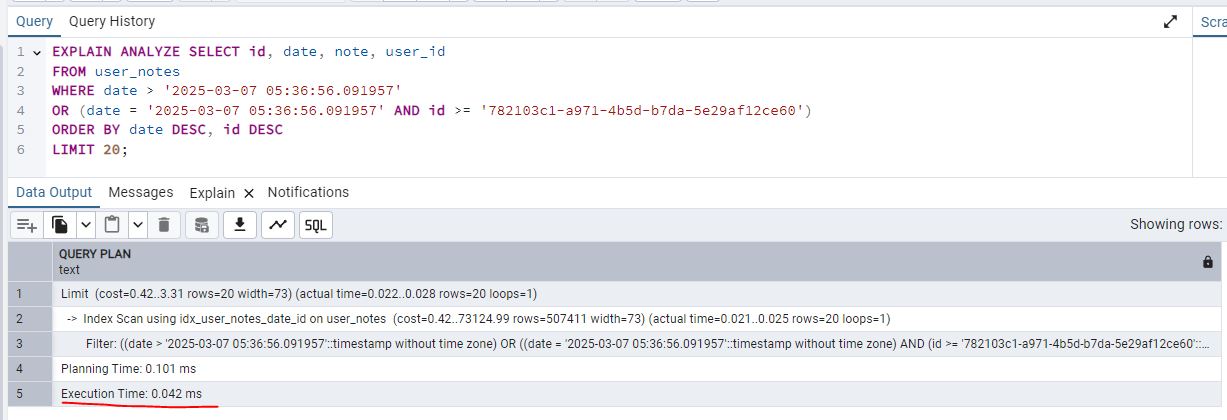 Query Query History
Scra
1 EXPLAIN ANALYZE SELECT id, date, note, user_id
2 FROM user_notes
3 WHERE date > '2025-03-07 05:36:56.091957'
4 OR (date = '2025-03-07 05:36:56.091957' AND id >= '782103c1-a971-4b5d-b7da-5e29af12ce60')
5 ORDER BY date DESC, id DESC
6 LIMIT 20;
Data Output Messages Explain Notifications
SQL Showing rows:
QUERY PLAN
text
1 Limit (cost=0.42..3.31 rows=20 width=73) (actual time=0.022..0.028 rows=20 loops=1)
2 -> Index Scan using idx_user_notes_date_id on user_notes (cost=0.42..73124.99 rows=507411 width=73) (actual time=0.021..0.025 rows=20 loops=1)
3 Filter: ((date > '2025-03-07 05:36:56.091957'::timestamp without time zone) OR ((date = '2025-03-07 05:36:56.091957'::timestamp without time zone) AND (id >= '782103c1-a971-4b5d-b7da-5e29af12ce60'::...
4 Planning Time: 0.101 ms
5 Execution Time: 0.042 ms